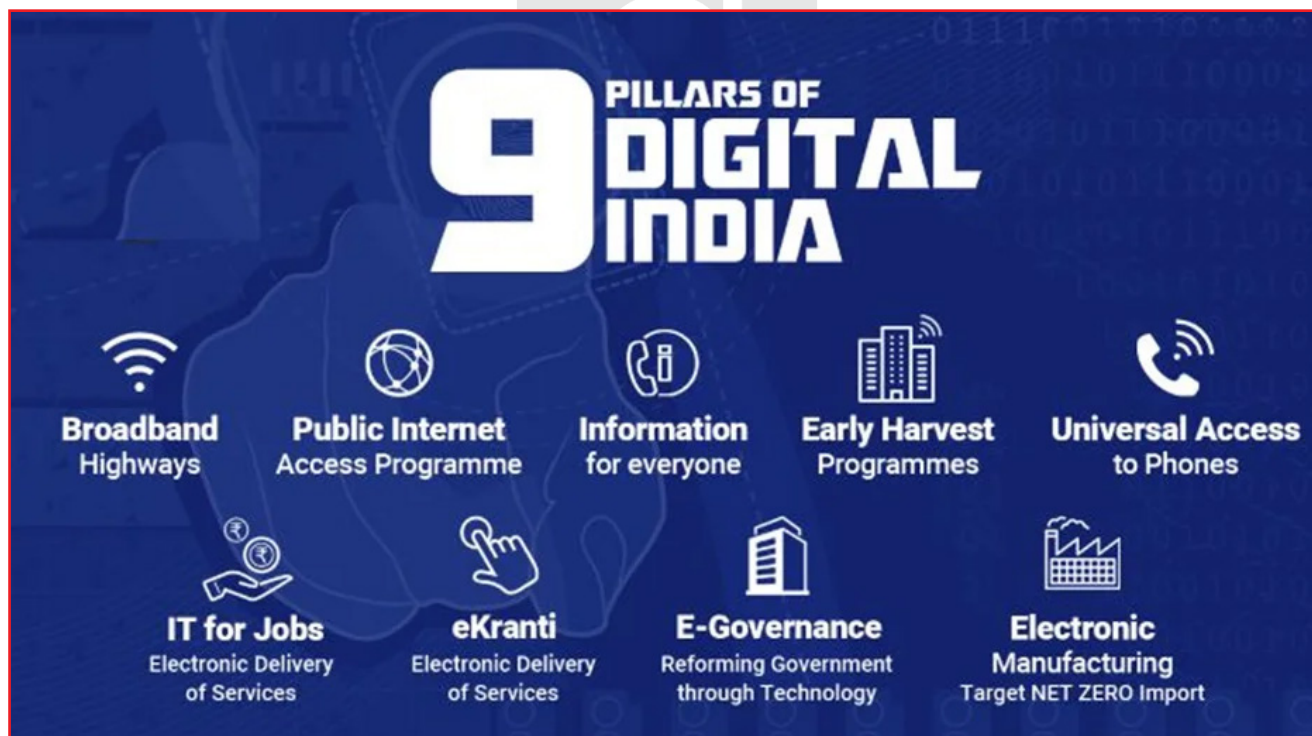 9 PILLARS OF
DIGITAL
INDIA
Broadband
Highways
Public Internet
Access Programme
Information
for everyone
Early Harvest
Programmes
Universal Access
to Phones
IT for Jobs
Electronic Delivery
of Services
eKranti
Electronic Delivery
of Services
E-Governance
Reforming Government
through Technology
Electronic
Manufacturing
Target NET ZERO Import